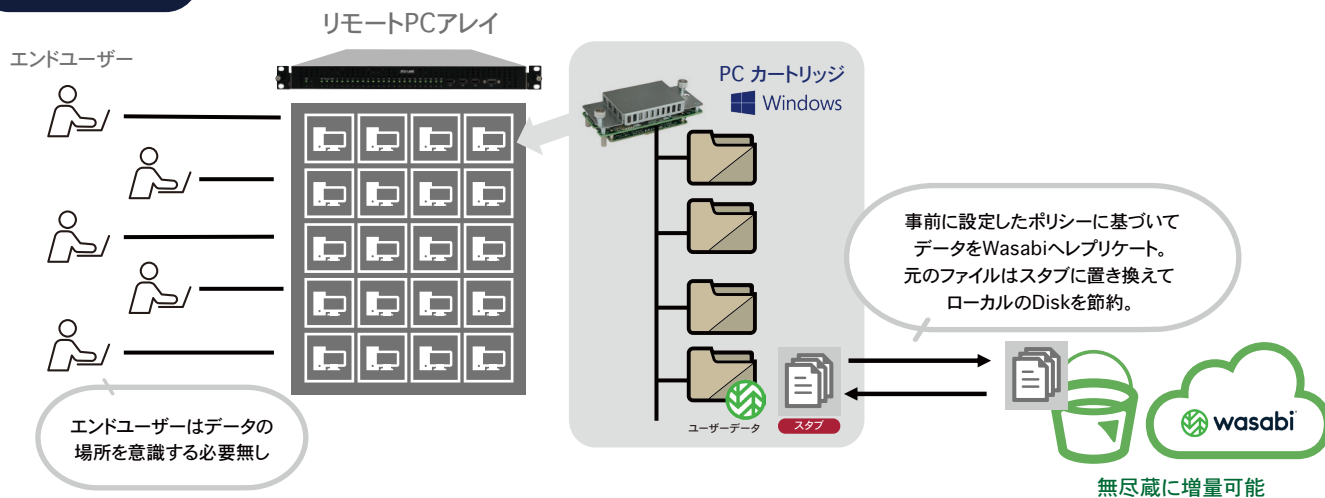 リモートPCアレイ
エンドユーザー
PC カートリッジ
Windows
事前に設定したポリシーに基づいて
データをWasabiへレプリケート。
元のファイルはスタブに置き換えて
ローカルのDiskを節約。
エンドユーザーはデータの
場所を意識する必要無し
ユーザーデータ
スタブ
wasabi
無尽蔵に増量可能